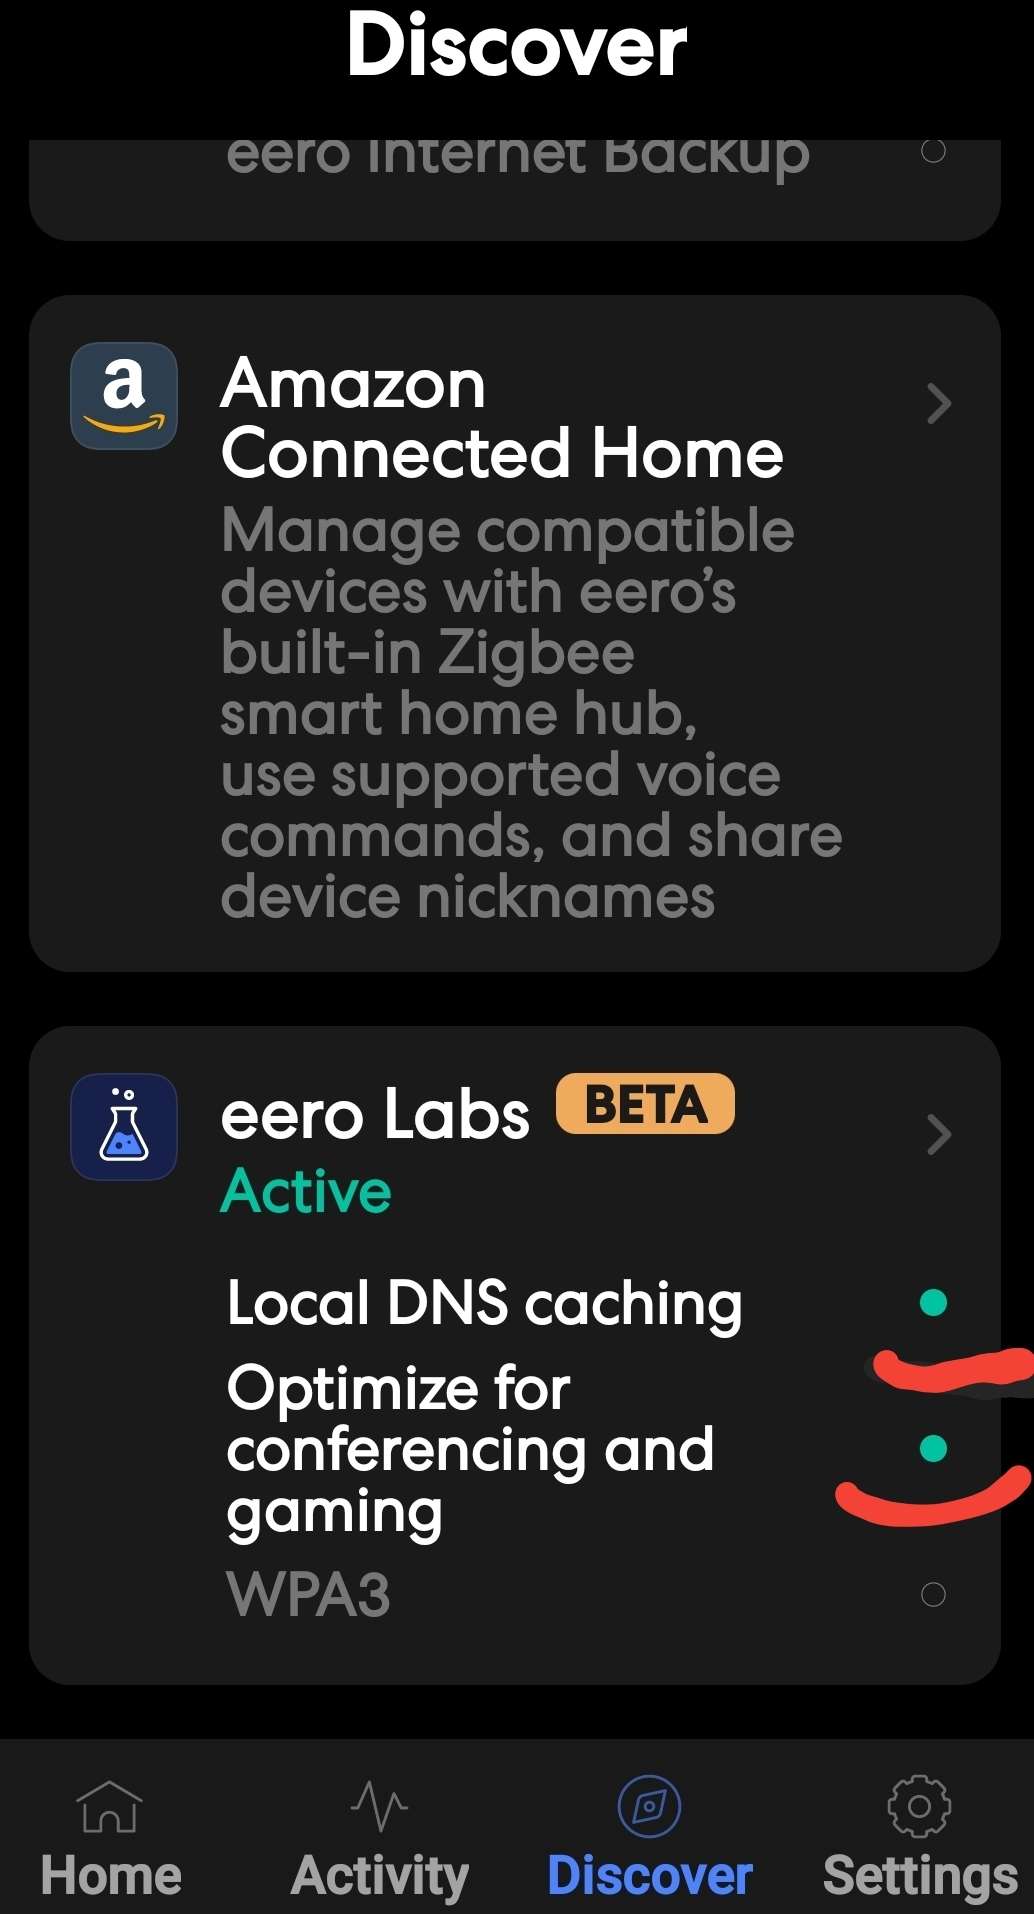 Discover
eero Internet Backup
Amazon
Connected Home
Manage compatible
devices with eero’s
built-in Zigbee
smart home hub,
use supported voice
commands, and share
device nicknames
eero Labs BETA
Active
Local DNS caching
Optimize for
conferencing and
gaming
WPA3
Home Activity Discover Settings